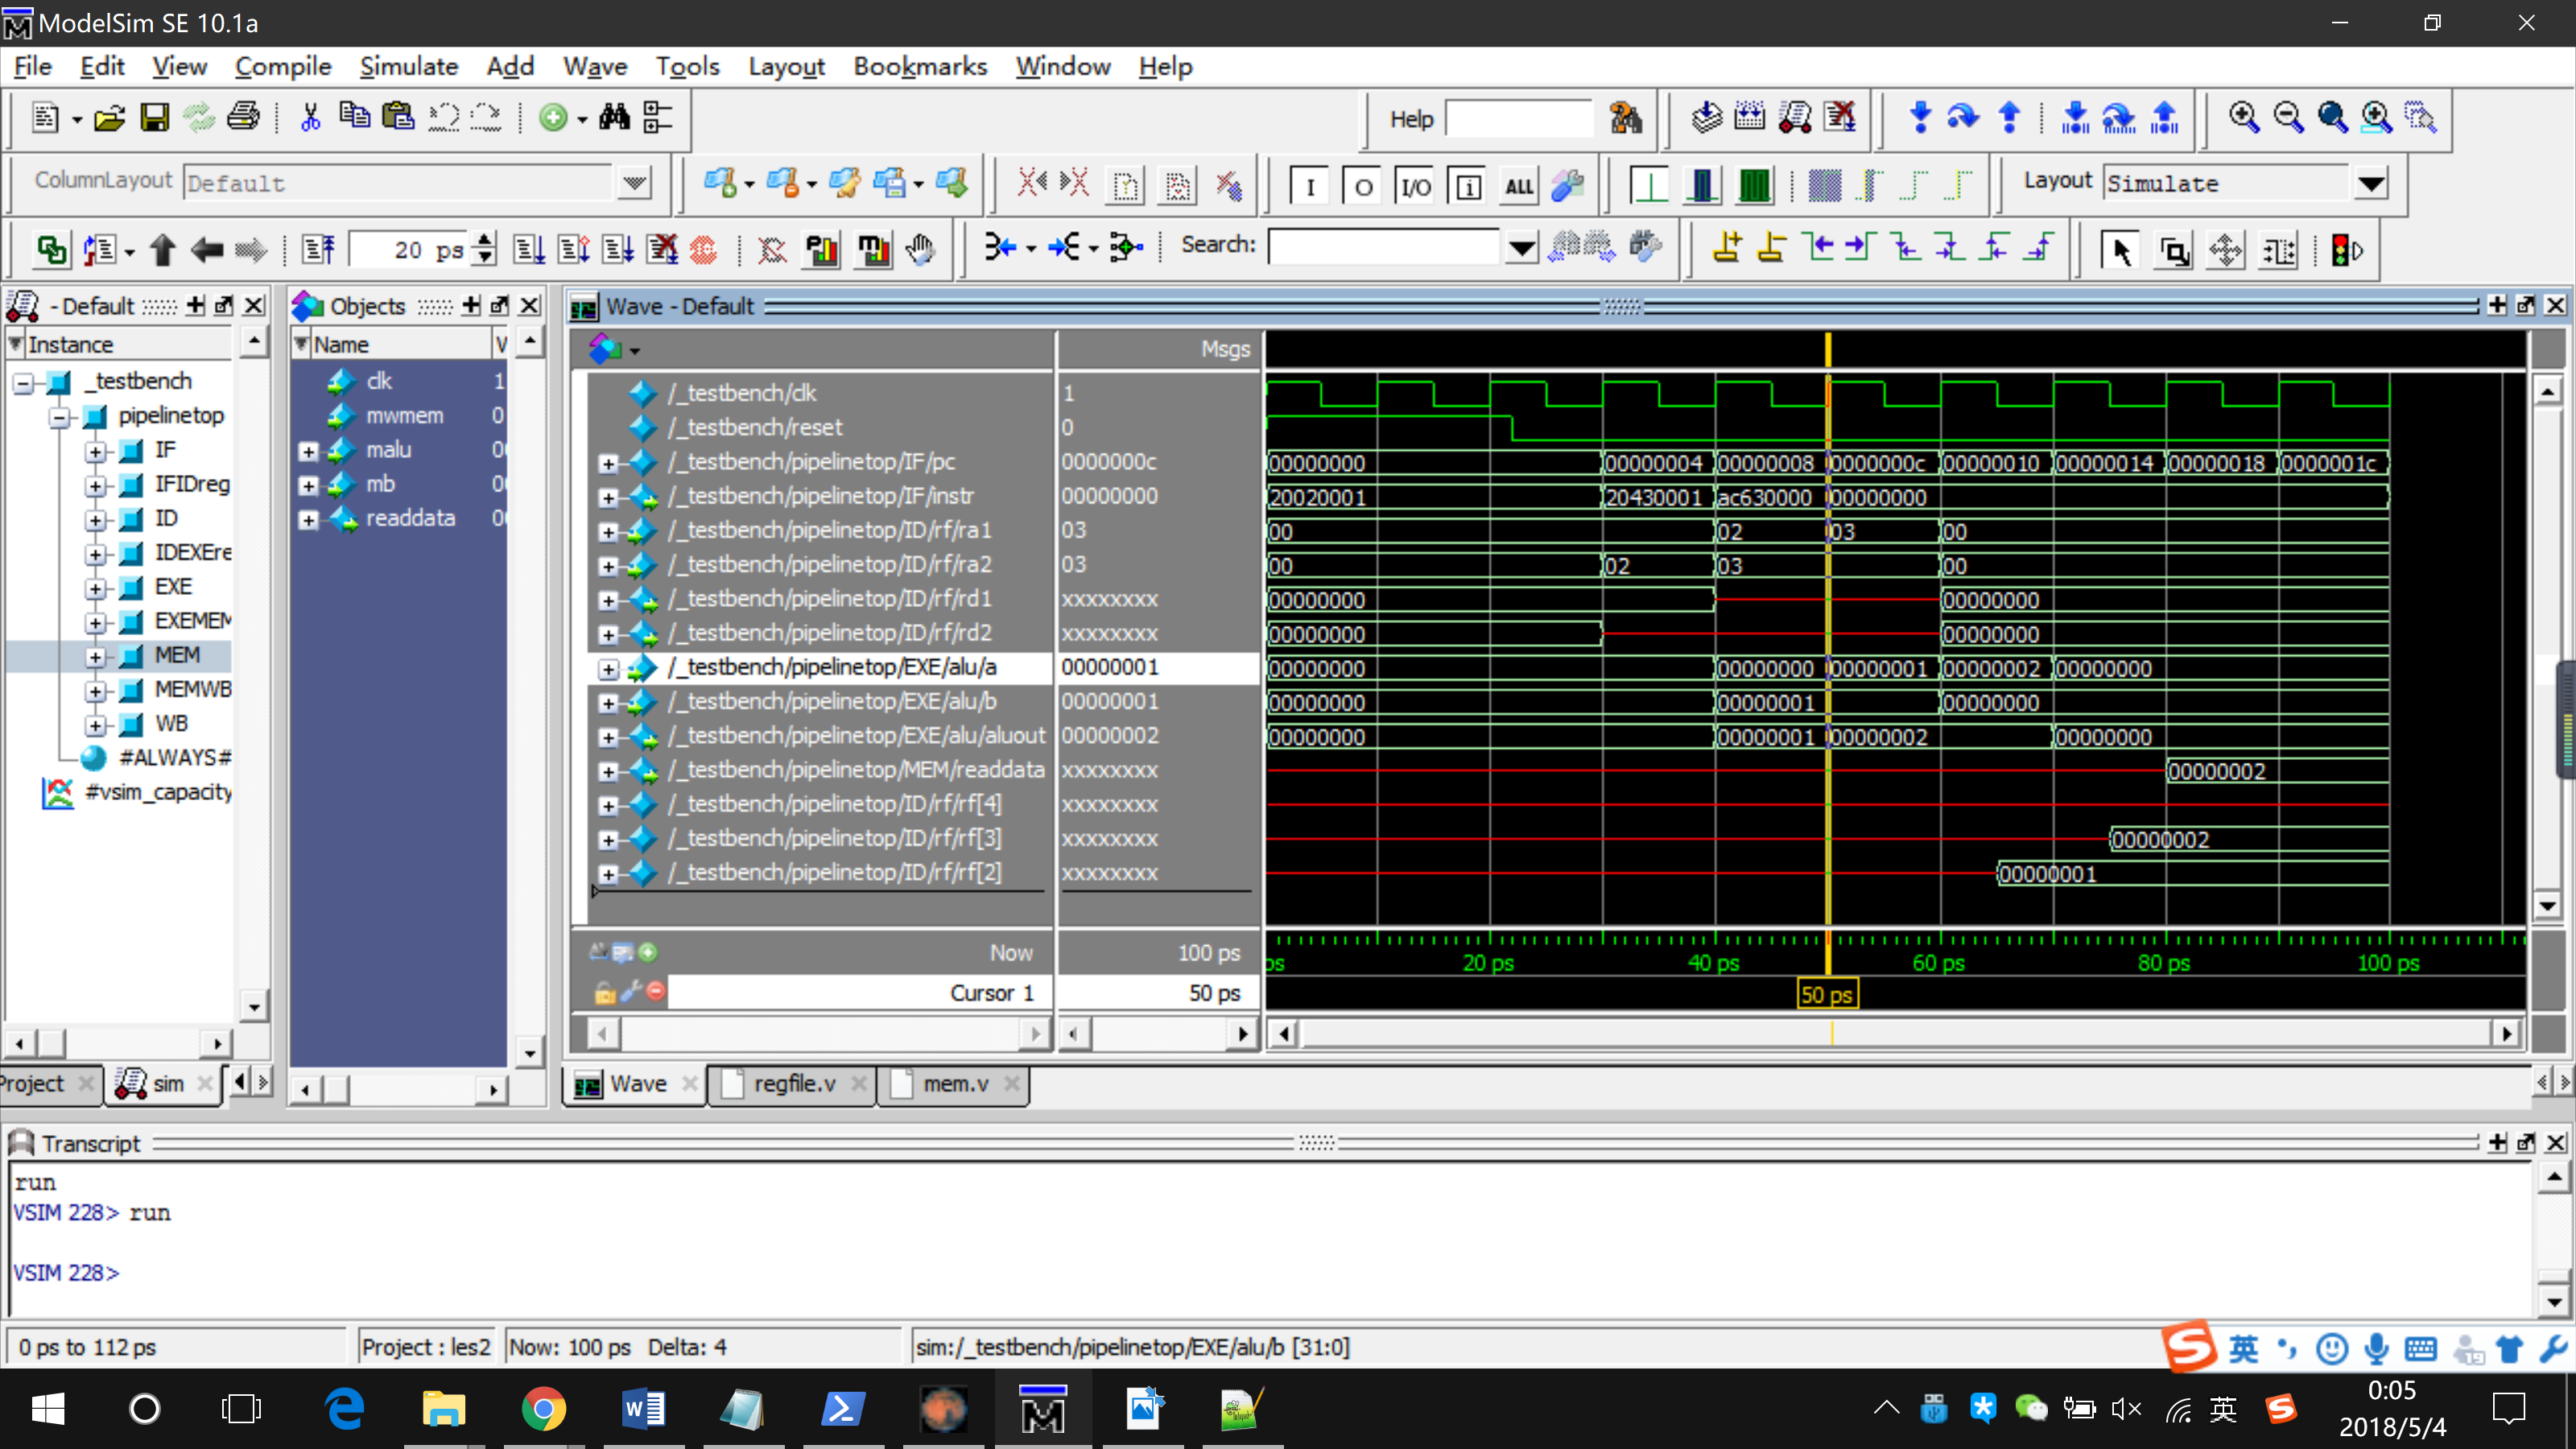 ModelSim SE 10.1a
File Edit View Compile Simulate Add Wave Tools Layout Bookmarks Window Help
Help
ColumnLayout Default
I O I/O i ALL
Layout Simulate
20 ps
Search:
- Default
Instance
_testbench
pipelinetop
IF
IFIDreg
ID
IDEXEre
EXE
EXEMEM
MEM
MEMWB
WB
#ALWAYS#
#vsim_capacity
Objects
Name V
clk 1
mwmem 0
malu 00
mb 00
readdata 00
Wave - Default
Msgs
/_testbench/clk 1
/_testbench/reset 0
/_testbench/pipelinetop/IF/pc 0000000c 00000000 00000004 00000008 0000000c 00000010 00000014 00000018 0000001c
/_testbench/pipelinetop/IF/instr 00000000 20020001 20430001 ac630000 00000000
/_testbench/pipelinetop/ID/rf/ra1 03 00 02 03 00
/_testbench/pipelinetop/ID/rf/ra2 03 00 02 03 00
/_testbench/pipelinetop/ID/rf/rd1 xxxxxxxx 00000000 00000000
/_testbench/pipelinetop/ID/rf/rd2 xxxxxxxx 00000000 00000000
/_testbench/pipelinetop/EXE/alu/a 00000001 00000000 00000000 00000001 00000002 00000000
/_testbench/pipelinetop/EXE/alu/b 00000001 00000000 00000001 00000000
/_testbench/pipelinetop/EXE/alu/aluout 00000002 00000000 00000001 00000002 00000000
/_testbench/pipelinetop/MEM/readdata xxxxxxxx 00000002
/_testbench/pipelinetop/ID/rf/rf[4] xxxxxxxx
/_testbench/pipelinetop/ID/rf/rf[3] xxxxxxxx 00000002
/_testbench/pipelinetop/ID/rf/rf[2] xxxxxxxx 00000001
Now 100 ps
ps 20 ps 40 ps 60 ps 80 ps 100 ps
Cursor 1 50 ps 50 ps
Project sim
Wave regfile.v mem.v
Transcript
run
VSIM 228> run
VSIM 228>
0 ps to 112 ps Project : les2 Now: 100 ps Delta: 4 sim:/_testbench/pipelinetop/EXE/alu/b [31:0]
英
英
0:05
2018/5/4